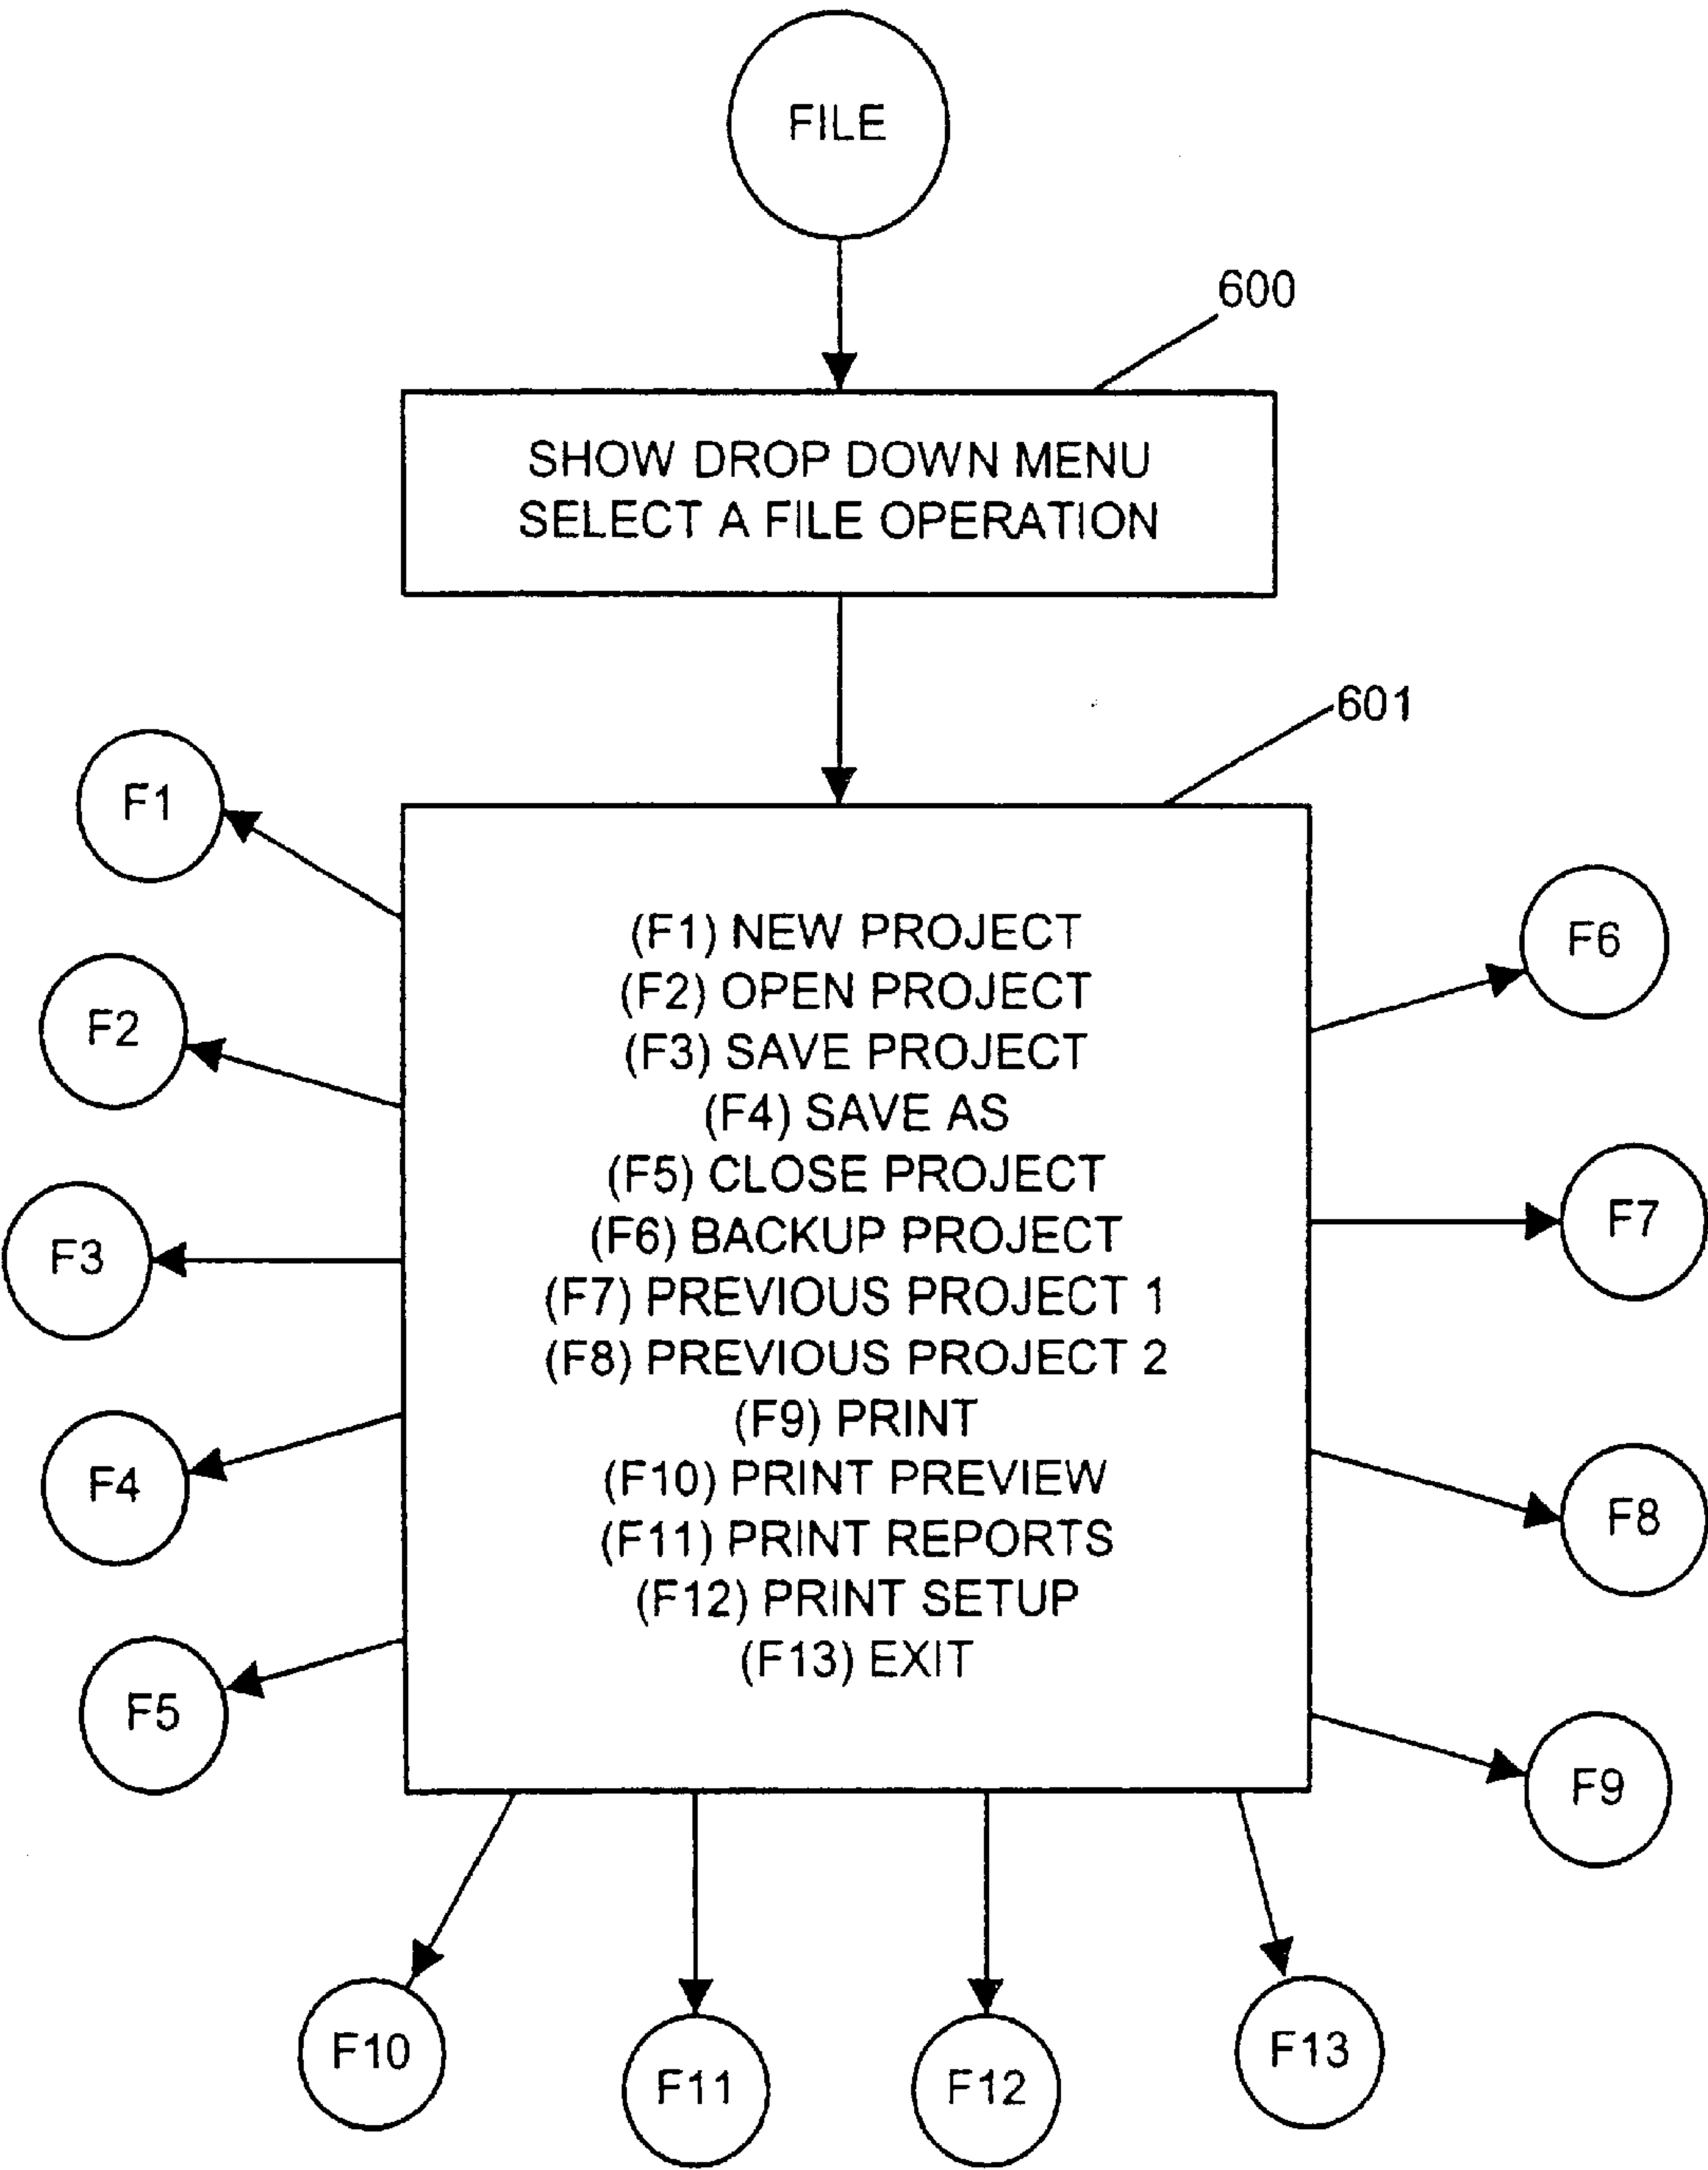 FILE
600
SHOW DROP DOWN MENU
SELECT A FILE OPERATION
601
F1
F2
F3
F4
F5
(F1) NEW PROJECT
(F2) OPEN PROJECT
(F3) SAVE PROJECT
(F4) SAVE AS
(F5) CLOSE PROJECT
(F6) BACKUP PROJECT
(F7) PREVIOUS PROJECT 1
(F8) PREVIOUS PROJECT 2
(F9) PRINT
(F10) PRINT PREVIEW
(F11) PRINT REPORTS
(F12) PRINT SETUP
(F13) EXIT
F6
F7
F8
F9
F10
F11
F12
F13